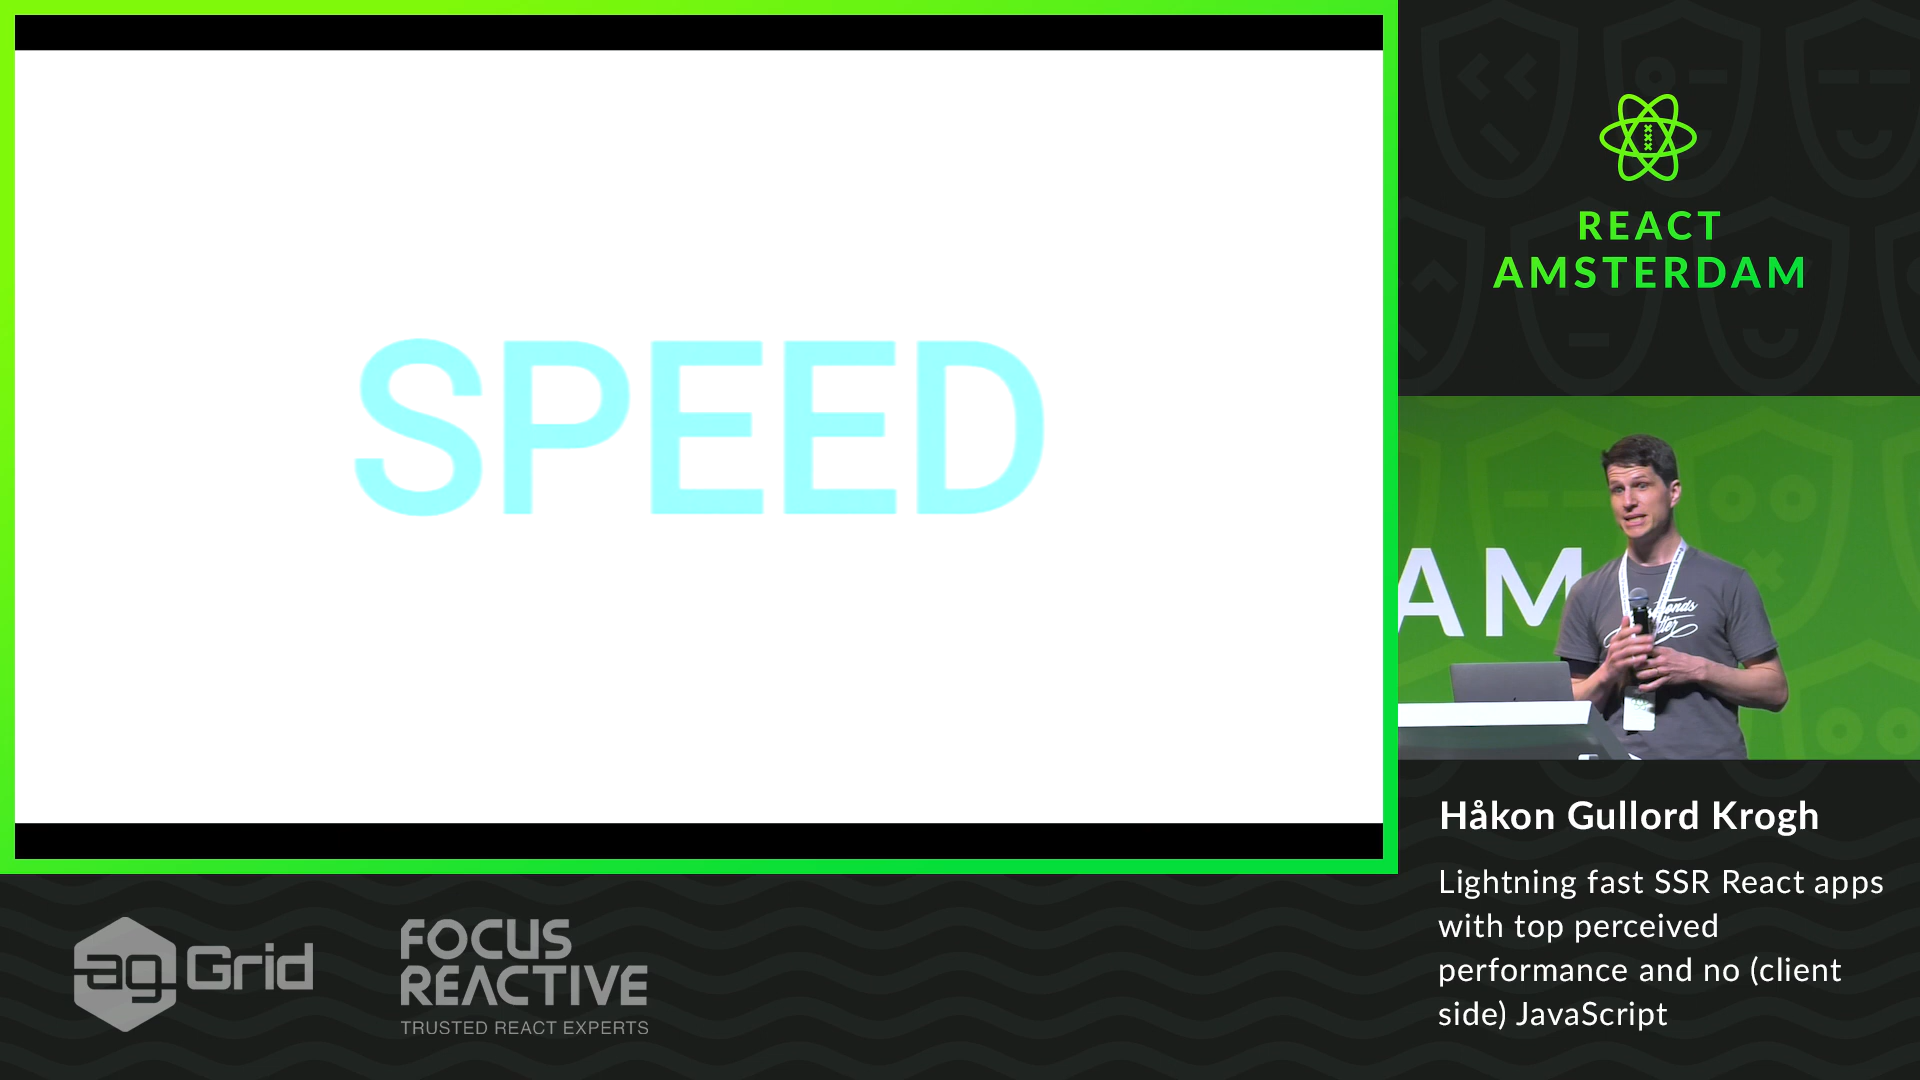 SPEED
REACT
AMSTERDAM
AM
Håkon Gullord Krogh
Lightning fast SSR React apps
with top perceived
performance and no (client
side) JavaScript
ag Grid
FOCUS
REACTIVE
TRUSTED REACT EXPERTS